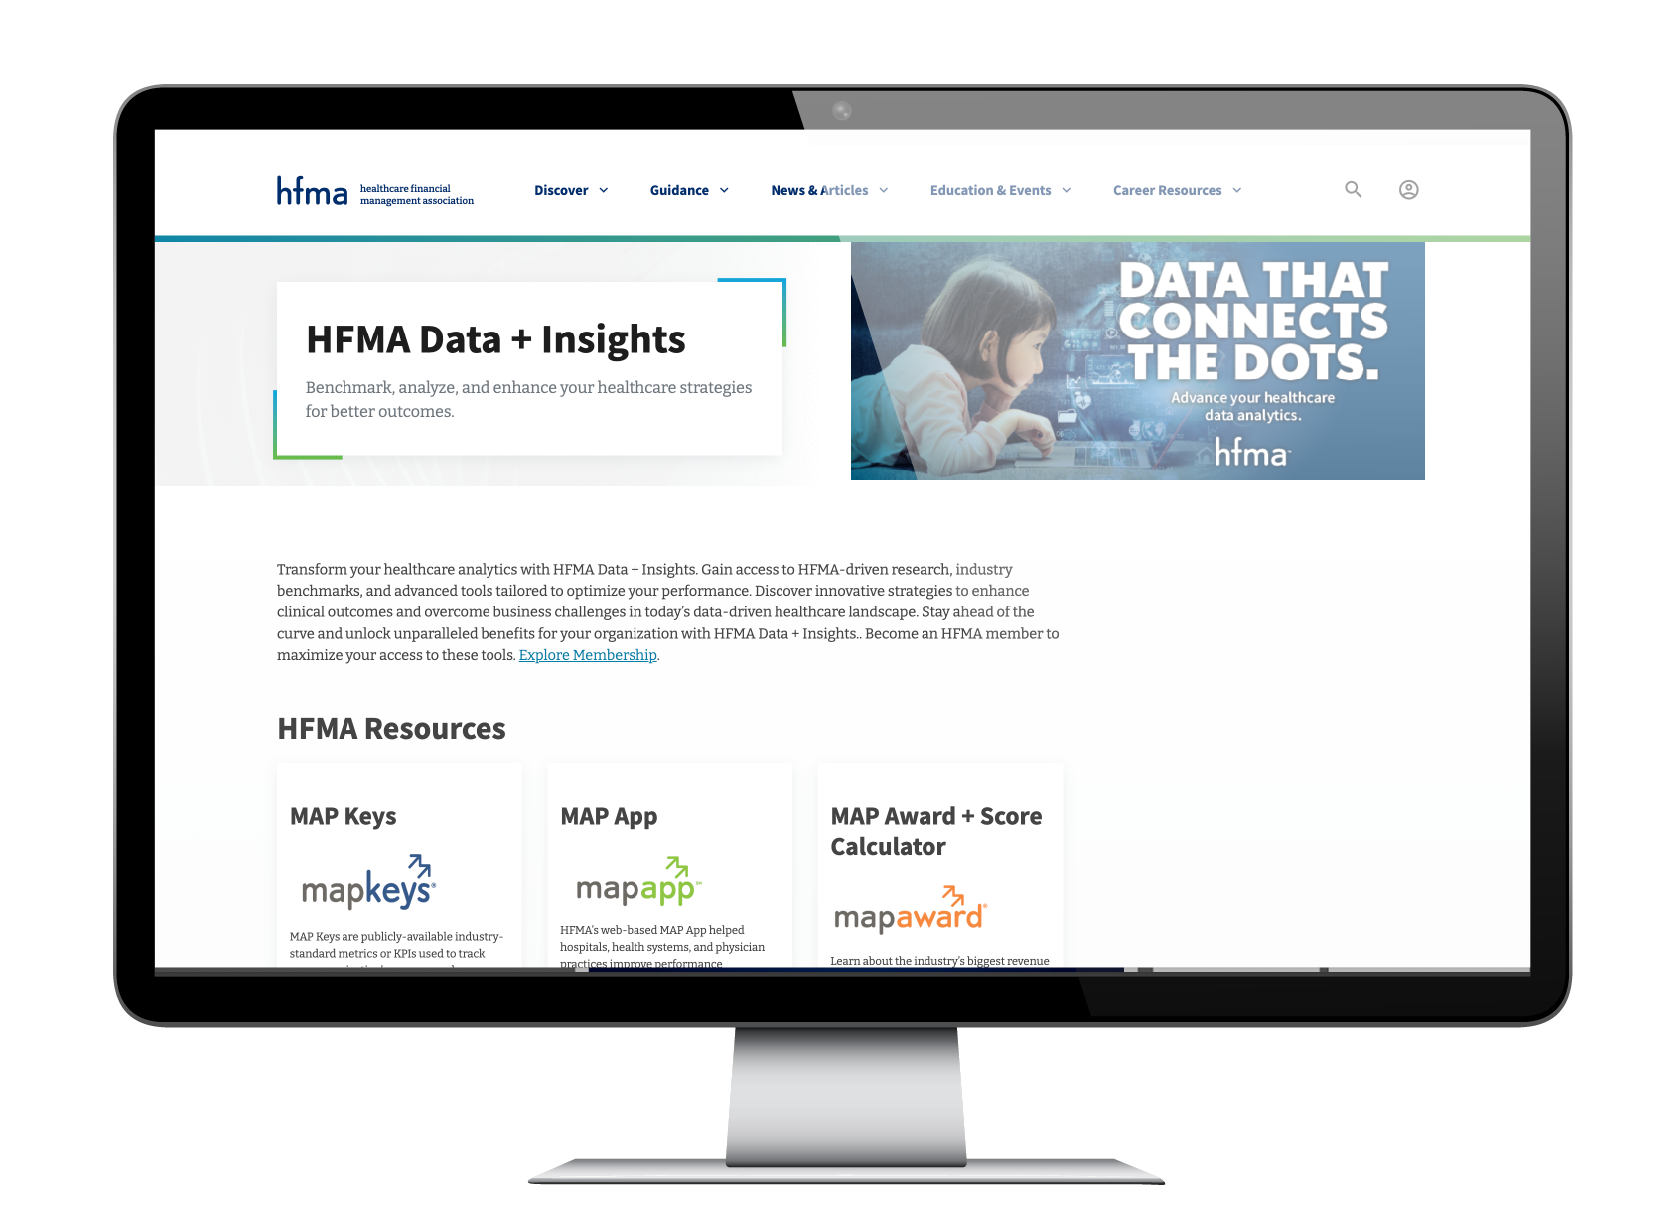 hfma healthcare financial
management association
Discover Guidance News & Articles Education & Events Career Resources
HFMA Data + Insights
Benchmark, analyze, and enhance your healthcare strategies
for better outcomes.
DATA THAT
CONNECTS
THE DOTS.
Advance your healthcare
data analytics.
hfma
Transform your healthcare analytics with HFMA Data – Insights. Gain access to HFMA-driven research, industry
benchmarks, and advanced tools tailored to optimize your performance. Discover innovative strategies to enhance
clinical outcomes and overcome business challenges in today's data-driven healthcare landscape. Stay ahead of the
curve and unlock unparalleled benefits for your organization with HFMA Data + Insights.. Become an HFMA member to
maximize your access to these tools. Explore Membership.
HFMA Resources
MAP Keys
mapkeys®
MAP Keys are publicly-available industry-
standard metrics or KPIs used to track
MAP App
mapapp™
HFMA's web-based MAP App helped
hospitals, health systems, and physician
practices improve performance
MAP Award + Score
Calculator
mapaward®
Learn about the industry's biggest revenue